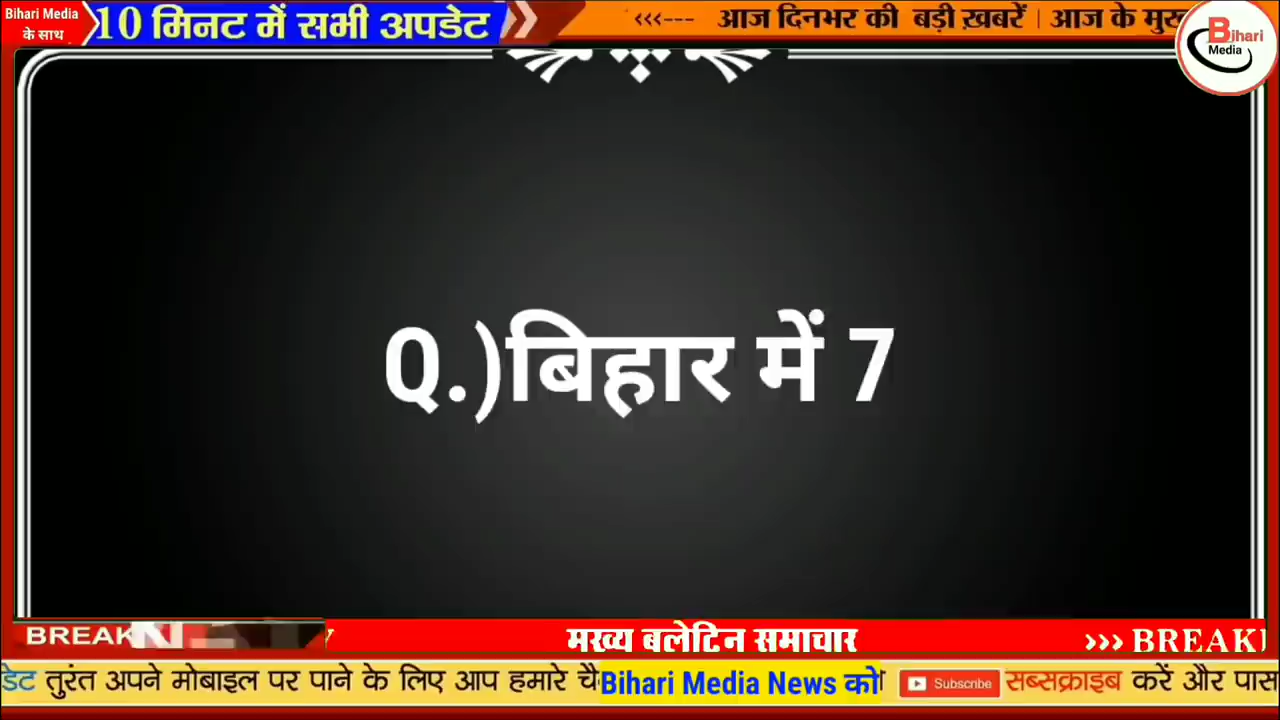 Bihari Media
के साथ
10 मिनट में सभी अपडेट
<<<--- आज दिनभर की बड़ी ख़बरें | आज के
Bihari
Media
Q.)बिहार में 7
BREAK
मुख्य बुलेटिन समाचार
>>> BREAK
तुरंत अपने मोबाइल पर पाने के लिए आप हमारे Bihari Media News को Subscribe सब्सक्राइब करें और पास